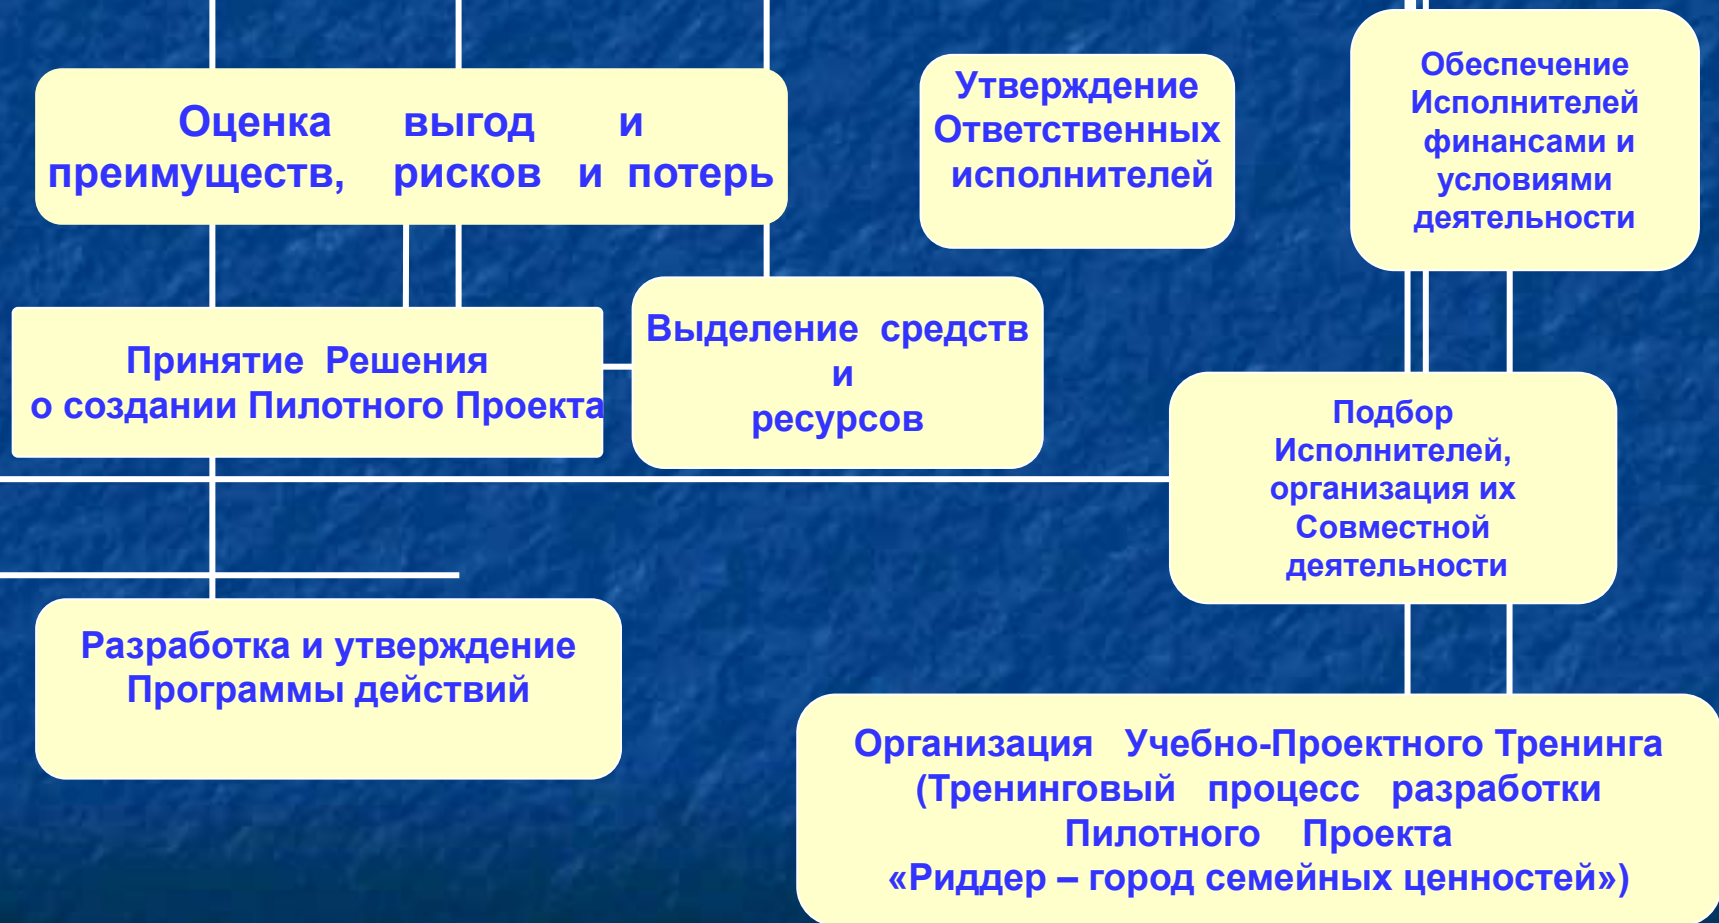 Оценка выгод и
преимуществ, рисков и потерь
Утверждение
Ответственных
исполнителей
Обеспечение
Исполнителей
финансами и
условиями
деятельности
Принятие Решения
о создании Пилотного Проекта
Выделение средств
и
ресурсов
Подбор
Исполнителей,
организация их
Совместной
деятельности
Разработка и утверждение
Программы действий
Организация Учебно-Проектного Тренинга
(Тренинговый процесс разработки
Пилотного Проекта
«Риддер – город семейных ценностей»)